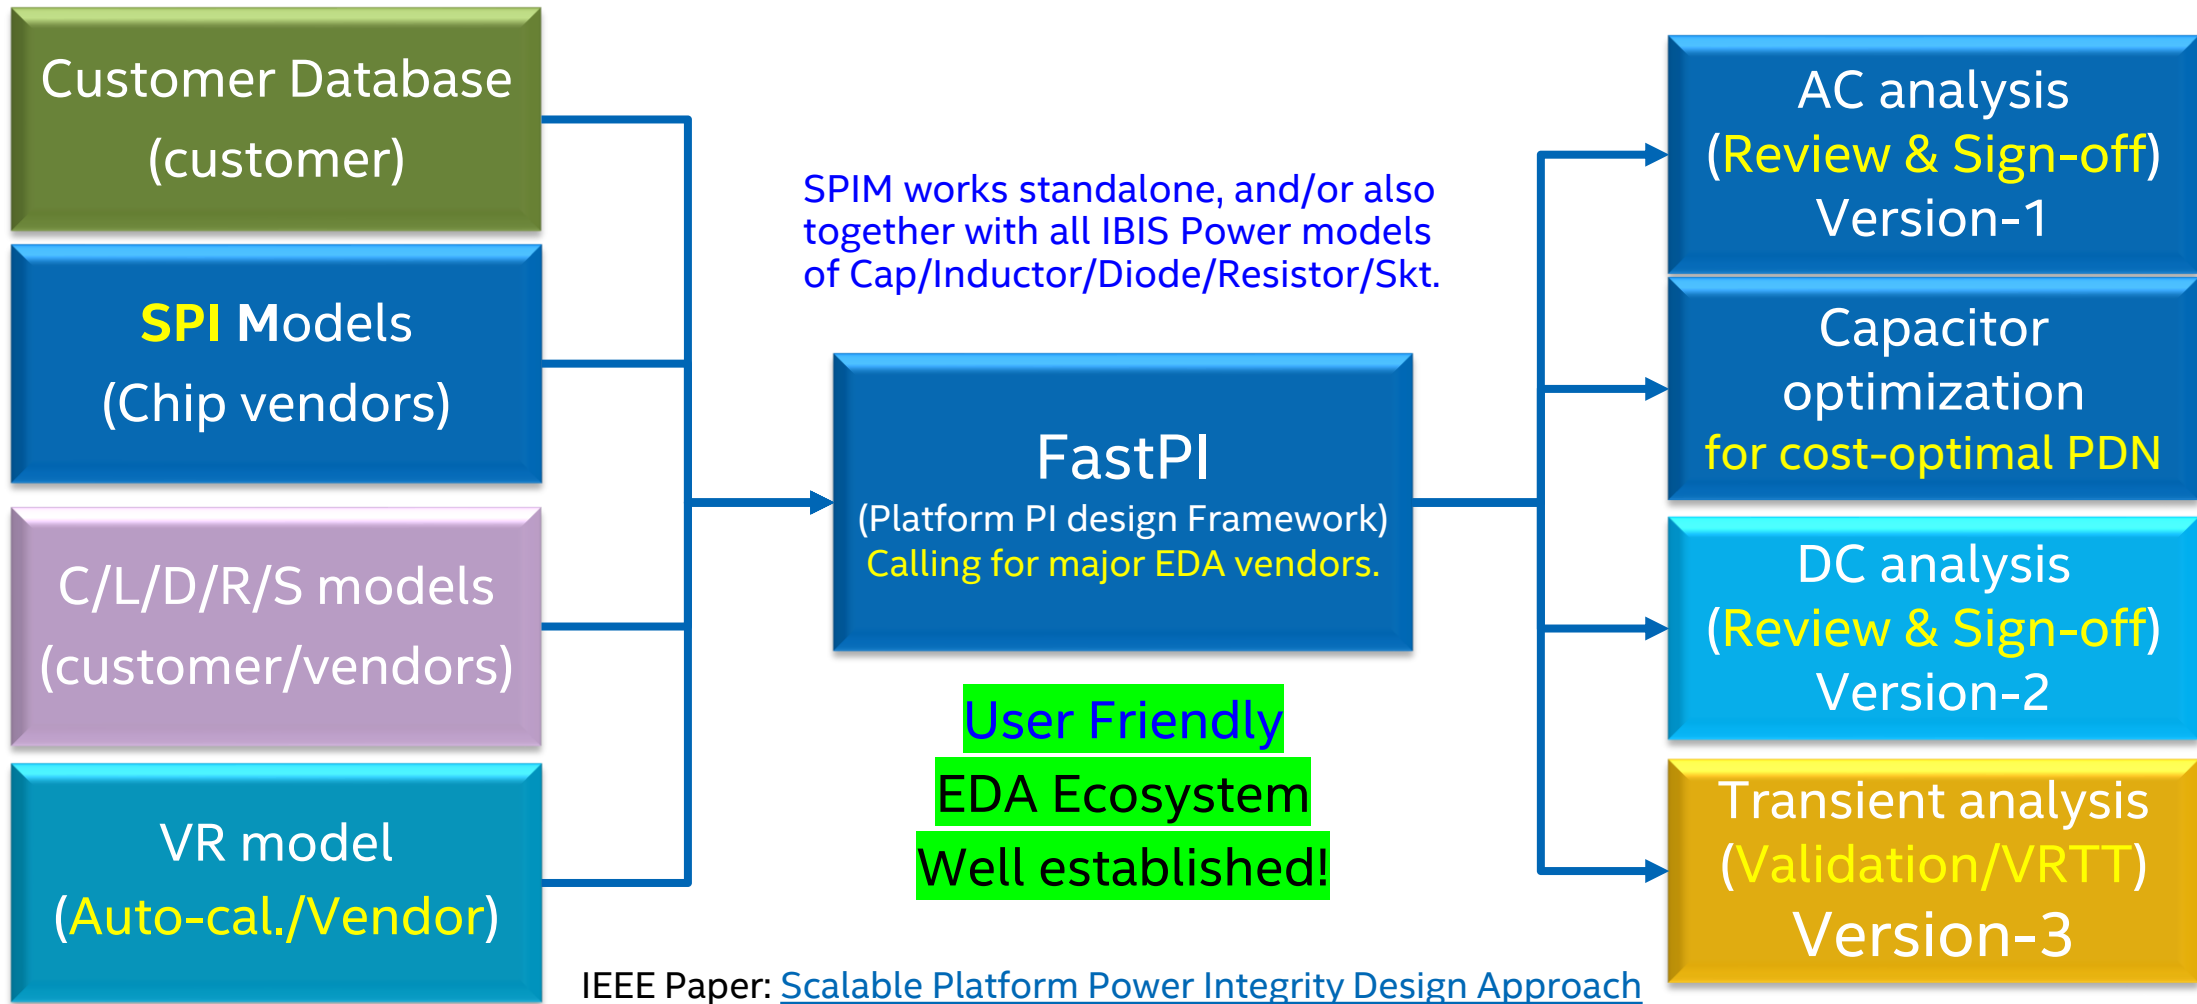 Customer Database
(customer)
SPI Models
(Chip vendors)
C/L/D/R/S models
(customer/vendors)
VR model
(Auto-cal./Vendor)
SPIM works standalone, and/or also
together with all IBIS Power models
of Cap/Inductor/Diode/Resistor/Skt.
FastPI
(Platform PI design Framework)
Calling for major EDA vendors.
User Friendly
EDA Ecosystem
Well established!
AC analysis
(Review & Sign-off)
Version-1
Capacitor
optimization
for cost-optimal PDN
DC analysis
(Review & Sign-off)
Version-2
Transient analysis
(Validation/VRTT)
Version-3
IEEE Paper: Scalable Platform Power Integrity Design Approach